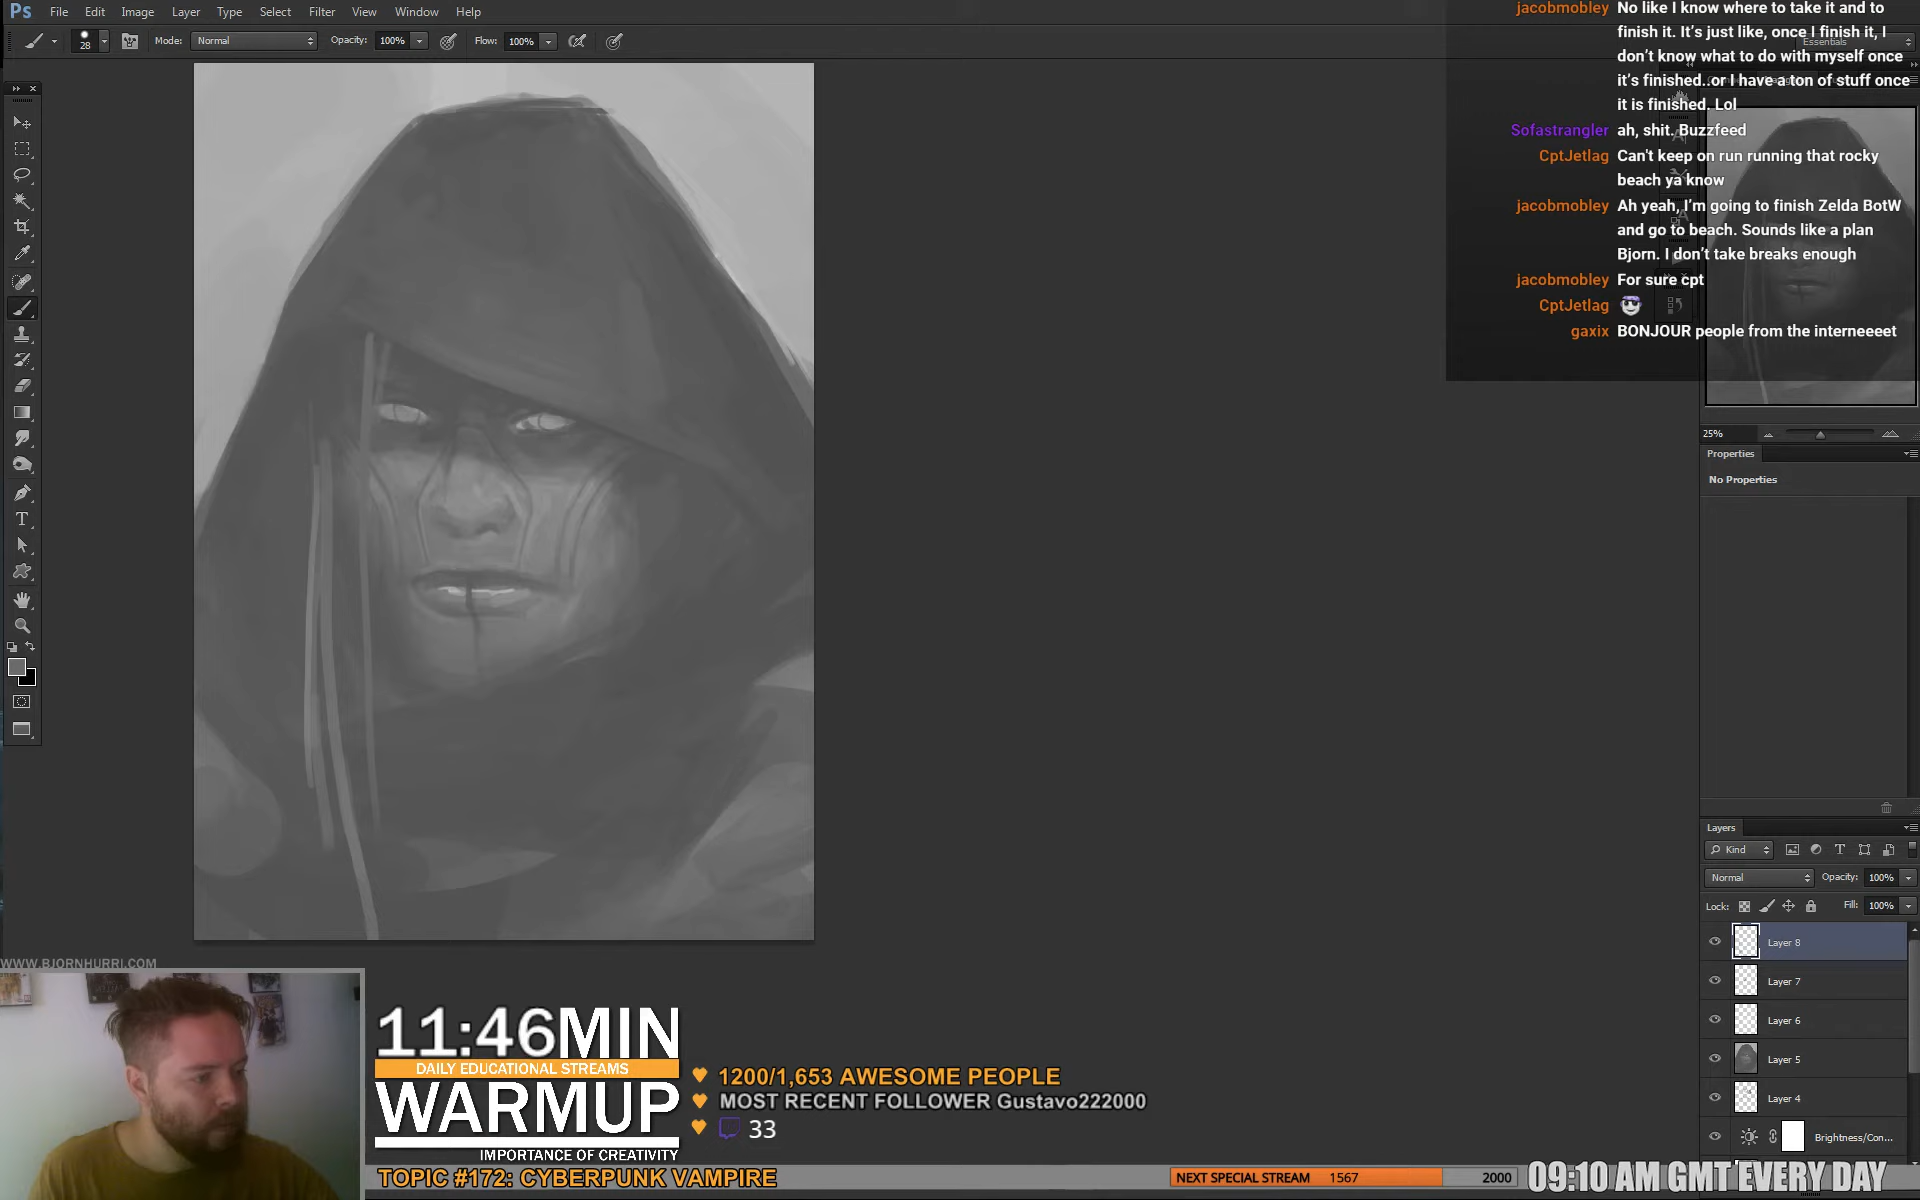 Ps File Edit Image Layer Type Select Filter View Window Help
28 Mode: Normal Opacity: 100% Flow: 100%
Essentials
jacobmobley No like I know where to take it and to
finish it. It's just like, once I finish it, I
don't know what to do with myself once
it's finished..or I have a ton of stuff once
it is finished. Lol
Sofastrangler ah, shit. Buzzfeed
CptJetlag Can't keep on run running that rocky
beach ya know
jacobmobley Ah yeah, I'm going to finish Zelda BotW
and go to beach. Sounds like a plan
Bjorn. I don't take breaks enough
jacobmobley For sure cpt
CptJetlag
gaxix BONJOUR people from the interneeeet
25%
Properties
No Properties
Layers
Kind
Normal Opacity: 100%
Lock: Fill: 100%
Layer 8
Layer 7
Layer 6
Layer 5
Layer 4
Brightness/Con...
WWW.BJORNHURRI.COM
11:46MIN
DAILY EDUCATIONAL STREAMS
WARMUP
IMPORTANCE OF CREATIVITY
1200/1,653 AWESOME PEOPLE
MOST RECENT FOLLOWER Gustavo222000
33
TOPIC #172: CYBERPUNK VAMPIRE
NEXT SPECIAL STREAM 1567 2000
09:10 AM GMT EVERY DAY